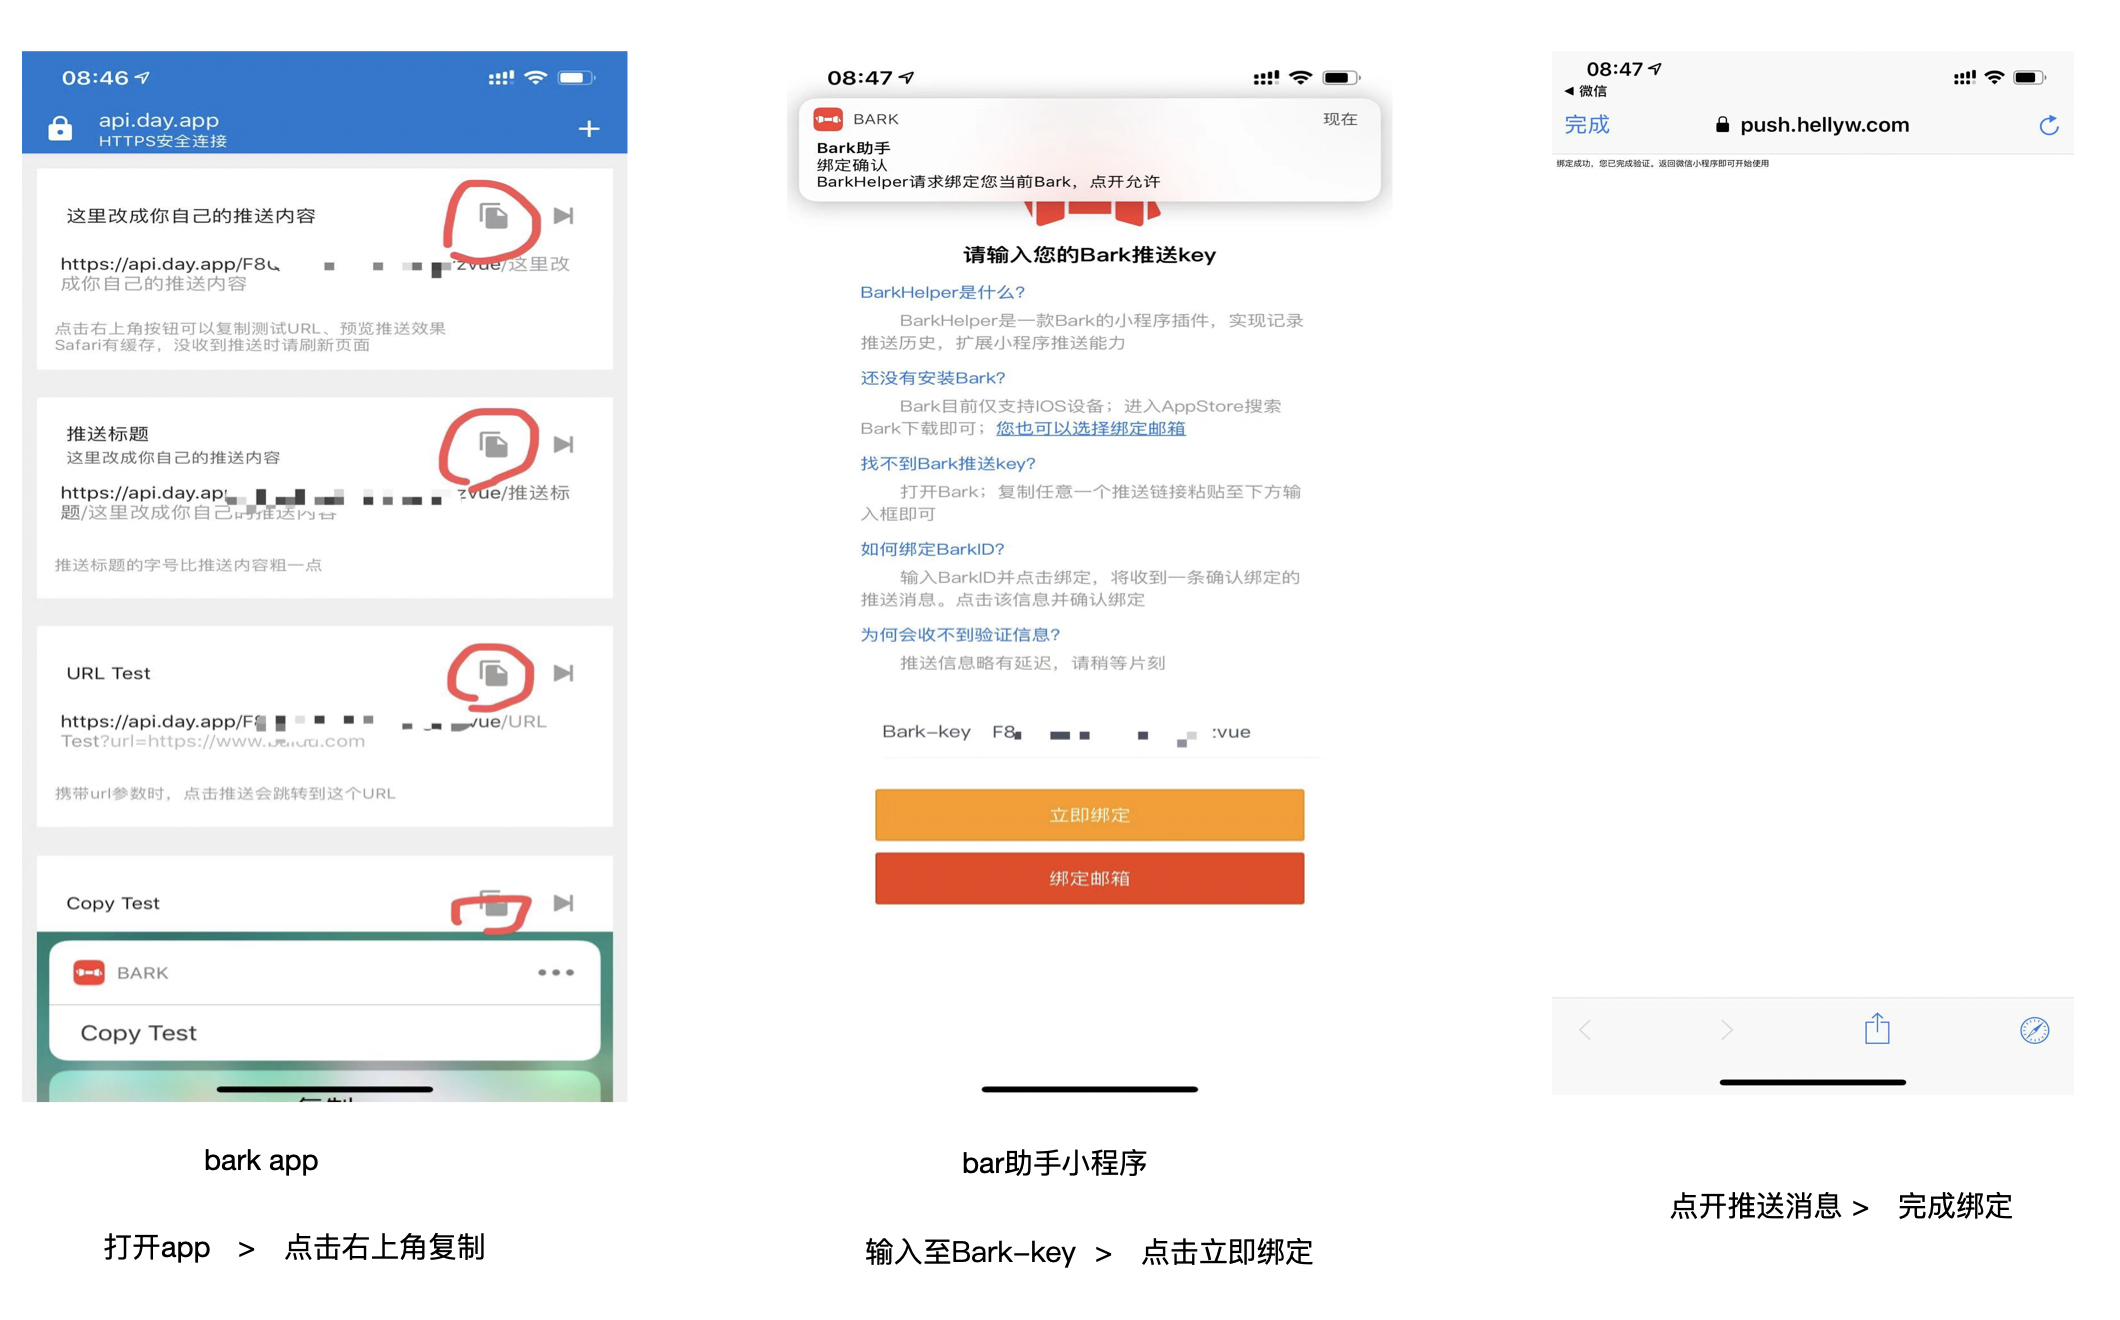 08:46
api.day.app
HTTPS安全连接
这里改成你自己的推送内容
https://api.day.app/F8
zvue/这里改
成你自己的推送内容
点击右上角按钮可以复制测试URL、预览推送效果
Safari有缓存，没收到推送时请刷新页面
推送标题
这里改成你自己的推送内容
https://api.day.ap
zvue/推送标
题/这里改成你自己的推送内容
推送标题的字号比推送内容粗一点
URL Test
https://api.day.app/F8
vue/URL
Test?url=https://www.baidu.com
携带url参数时，点击推送会跳转到这个URL
Copy Test
BARK
Copy Test
bark app
打开app > 点击右上角复制
08:47
BARK
现在
Bark助手
绑定确认
BarkHelper请求绑定您当前Bark，点开允许
请输入您的Bark推送key
BarkHelper是什么?
BarkHelper是一款Bark的小程序插件，实现记录
推送历史，扩展小程序推送能力
还没有安装Bark?
Bark目前仅支持IOS设备；进入AppStore搜索
Bark下载即可；您也可以选择绑定邮箱
找不到Bark推送key?
打开Bark；复制任意一个推送链接粘贴至下方输
入框即可
如何绑定BarkID?
输入BarkID并点击绑定，将收到一条确认绑定的
推送消息。点击该信息并确认绑定
为何会收不到验证信息?
推送信息略有延迟，请稍等片刻
Bark-key F8
vue
立即绑定
绑定邮箱
bar助手小程序
输入至Bark-key > 点击立即绑定
08:47
微信
完成
push.hellyw.com
绑定成功，您已完成验证。返回微信小程序即可开始使用
点开推送消息 > 完成绑定